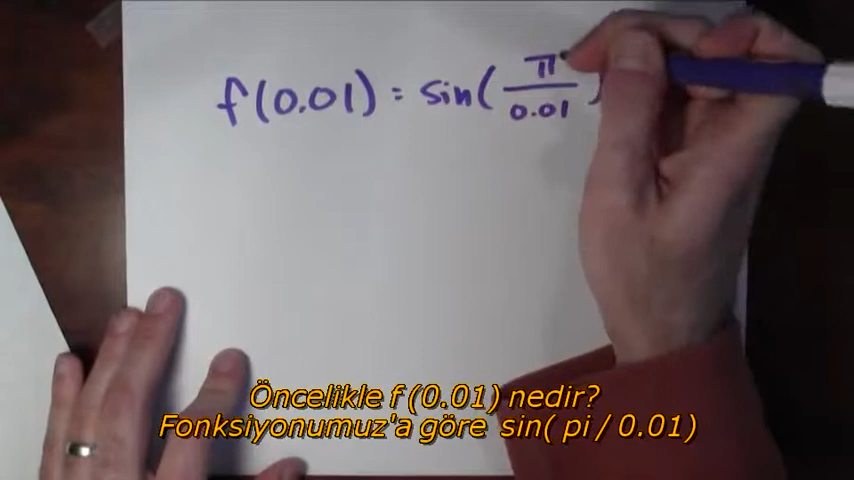 f(0.01) = sin(π/0.01)
Öncelikle f (0.01) nedir?
Fonksiyonumuz'a göre sin( pi / 0.01)